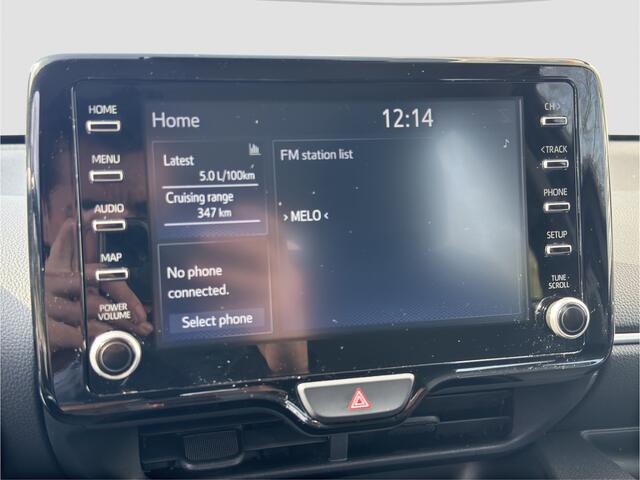 HOME
MENU
AUDIO
MAP
POWER
VOLUME
Home
12:14
Latest
5.0 L/100km
Cruising range
347 km
No phone
connected.
Select phone
FM station list
› MELO ‹
CH›
‹TRACK
PHONE
SETUP
TUNE·
SCROLL